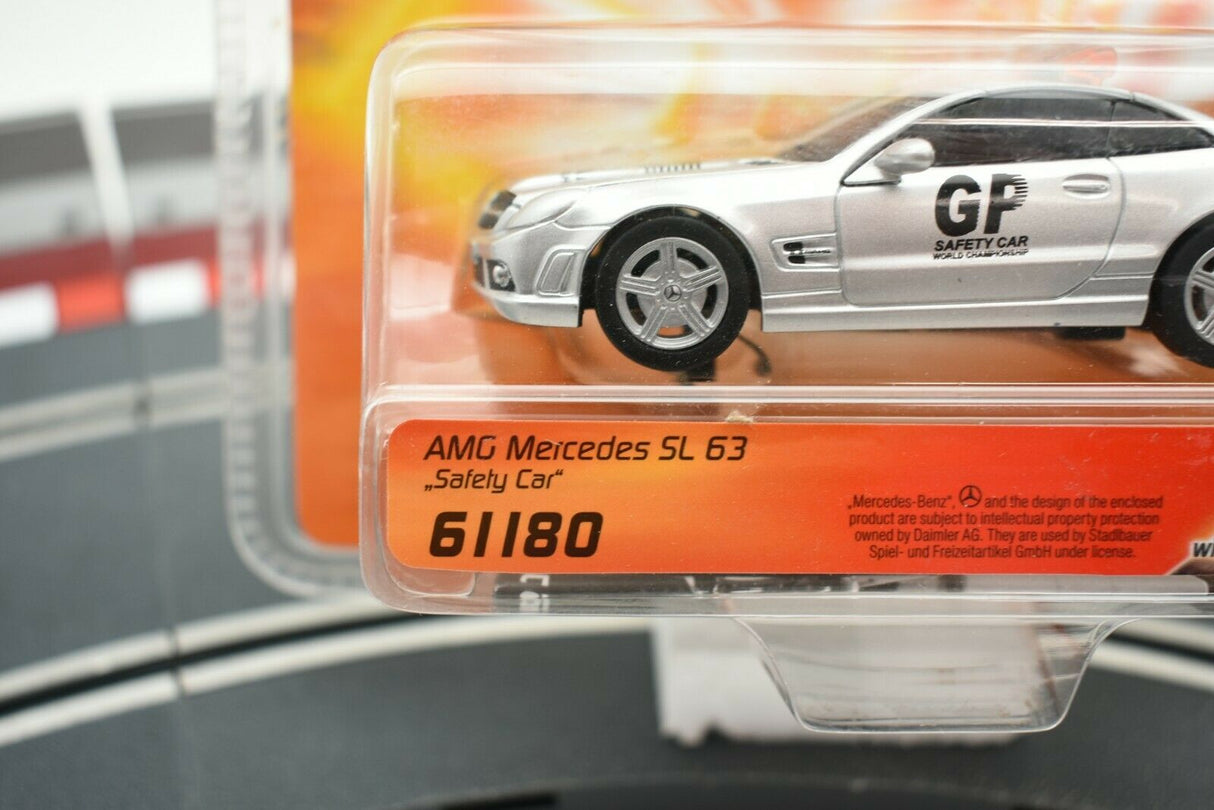 GP
SAFETY CAR
WORLD CHAMPIONSHIP
AMG Mercedes SL 63
„Safety Car“
61180
„Mercedes-Benz“, and the design of the enclosed
product are subject to intellectual property protection
owned by Daimler AG. They are used by Stadlbauer
Spiel- und Freizeitartikel GmbH under license.